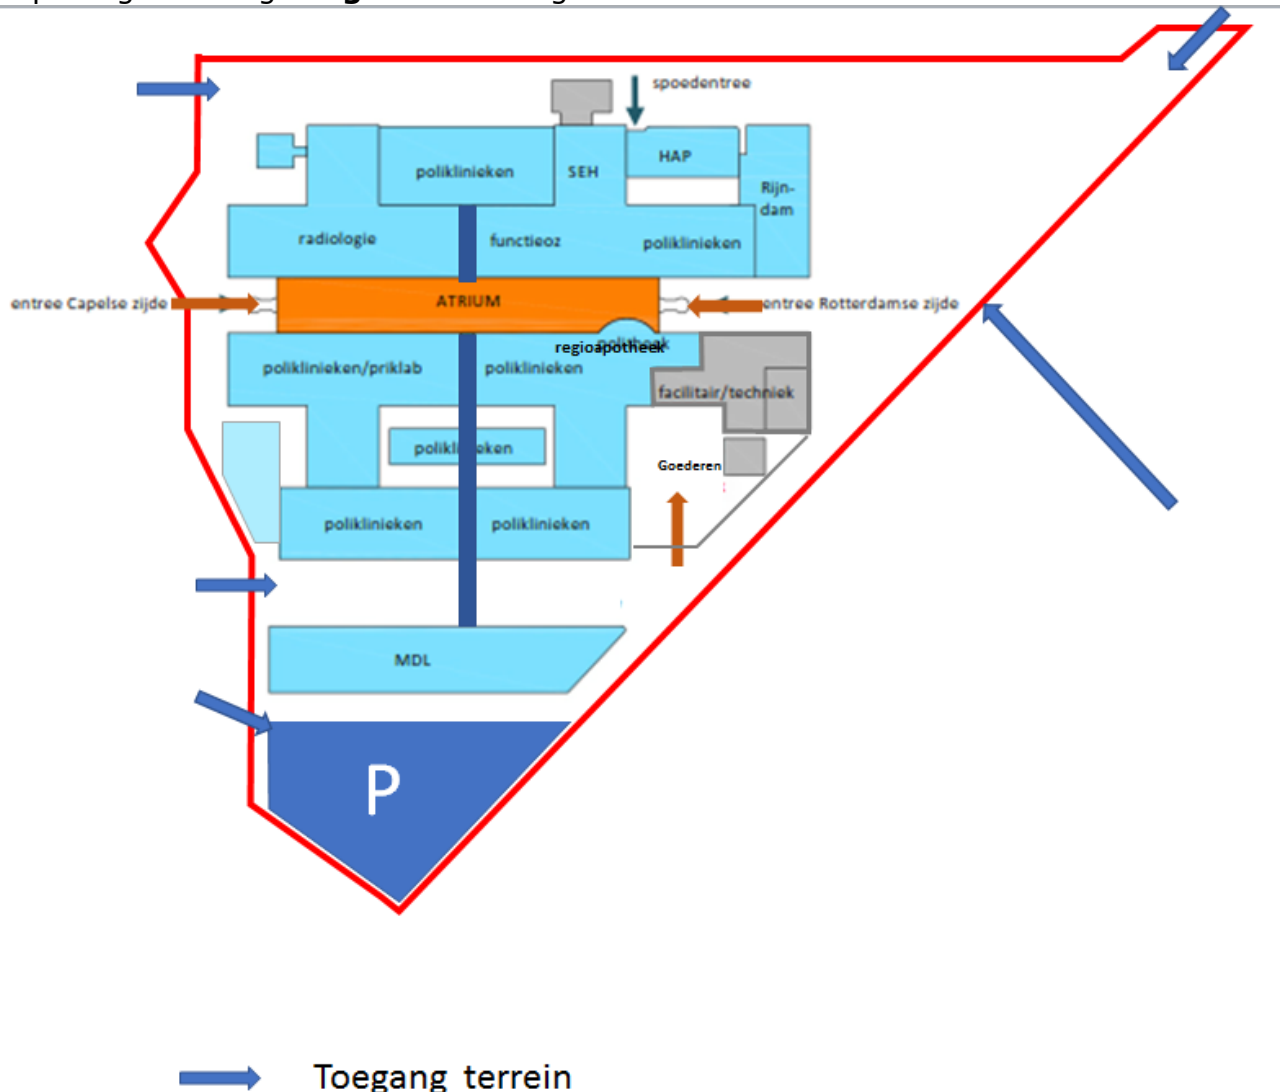 spoedentree
poliklinieken
SEH
HAP
Rijn-
dam
radiologie
functieoz
poliklinieken
entree Capelse zijde
ATRIUM
entree Rotterdamse zijde
regioapotheek
poliklinieken/priklab
poliklinieken
facilitair/techniek
poliklinieken
Goederen
poliklinieken
poliklinieken
MDL
P
Toegang terrein